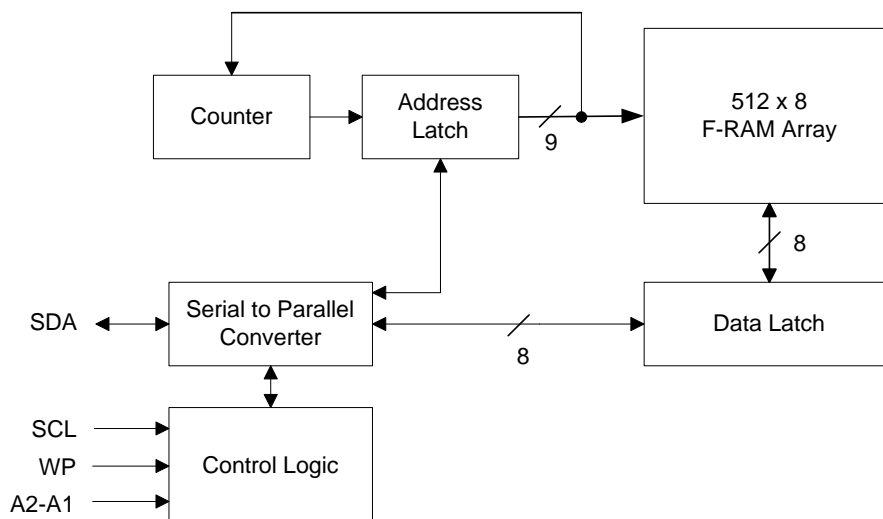 Counter
Address
Latch
9
512 x 8
F-RAM Array
8
SDA
Serial to Parallel
Converter
8
Data Latch
SCL
WP
A2-A1
Control Logic